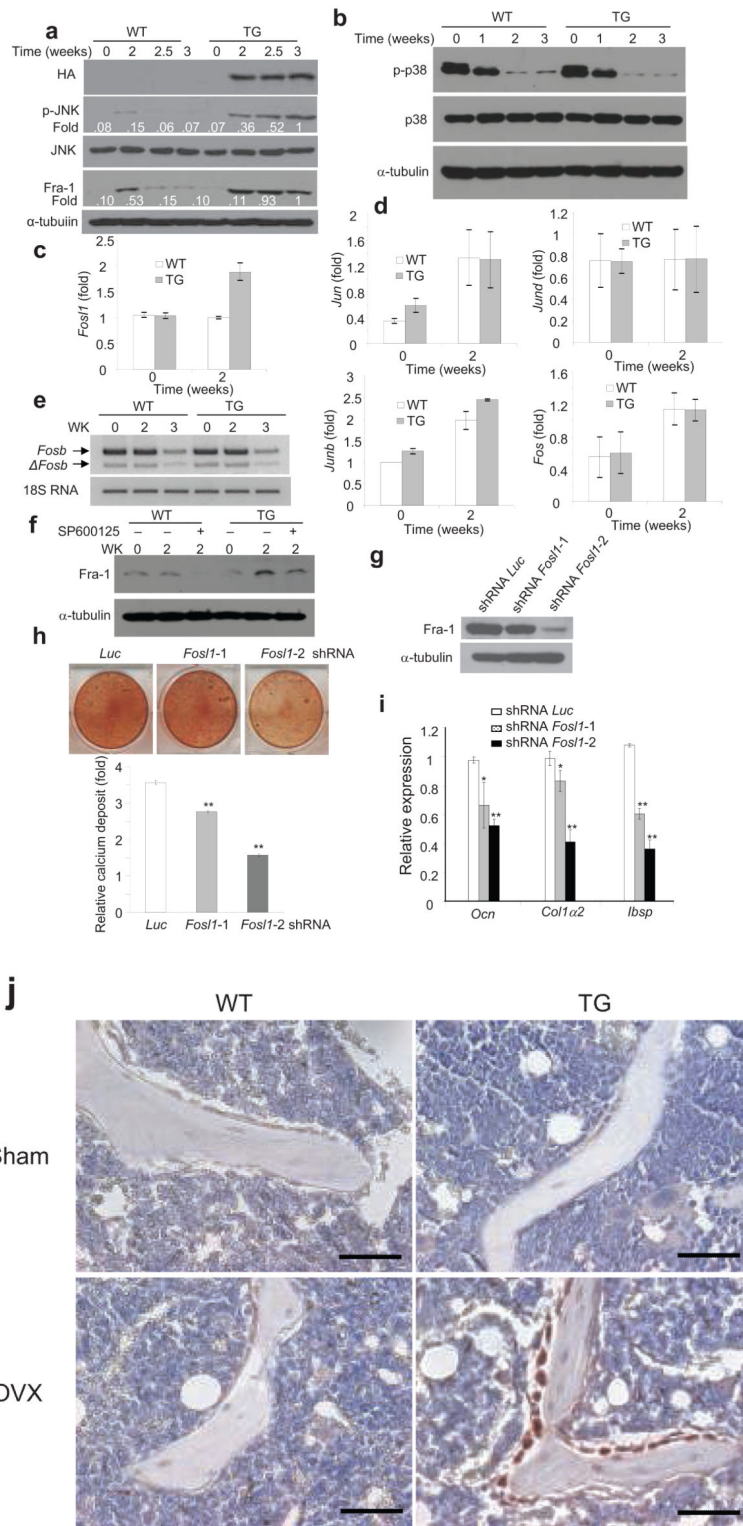 a
WT TG
Time (weeks) 0 2 2.5 3 0 2 2.5 3
HA
p-JNK
Fold .08 .15 .06 .07 .07 .36 .52 1
JNK
Fra-1
Fold .10 .53 .15 .10 .11 .93 1
α-tubulin
b
WT TG
Time (weeks) 0 1 2 3 0 1 2 3
p-p38
p38
α-tubulin
c
Fosl1 (fold)
2.5
2
1.5
1
0.5
0
WT
TG
0 2
Time (weeks)
d
Jun (fold)
2
1.6
1.2
0.8
0.4
0
WT
TG
0 2
Time (weeks)
Jund (fold)
1.2
1
0.8
0.6
0.4
0.2
0
WT
TG
0 2
Time (weeks)
Junb (fold)
3
2.5
2
1.5
1
0.5
0
WT
TG
0 2
Time (weeks)
Fos (fold)
1.6
1.2
0.8
0.4
0
WT
TG
0 2
Time (weeks)
e
WT TG
WK 0 2 3 0 2 3
Fosb
ΔFosb
18S RNA
f
WT TG
SP600125 – – + – – +
WK 0 2 2 0 2 2
Fra-1
α-tubulin
g
shRNA Luc
shRNA Fosl1-1
shRNA Fosl1-2
Fra-1
α-tubulin
h
Luc Fosl1-1 Fosl1-2 shRNA
Relative calcium deposit (fold)
4
3
2
1
0
**
**
Luc Fosl1-1 Fosl1-2 shRNA
i
shRNA Luc
shRNA Fosl1-1
shRNA Fosl1-2
Relative expression
1.2
1
0.8
0.6
0.4
0.2
0
* ** * ** ** **
Ocn Col1α2 Ibsp
j
WT TG
Sham
OVX